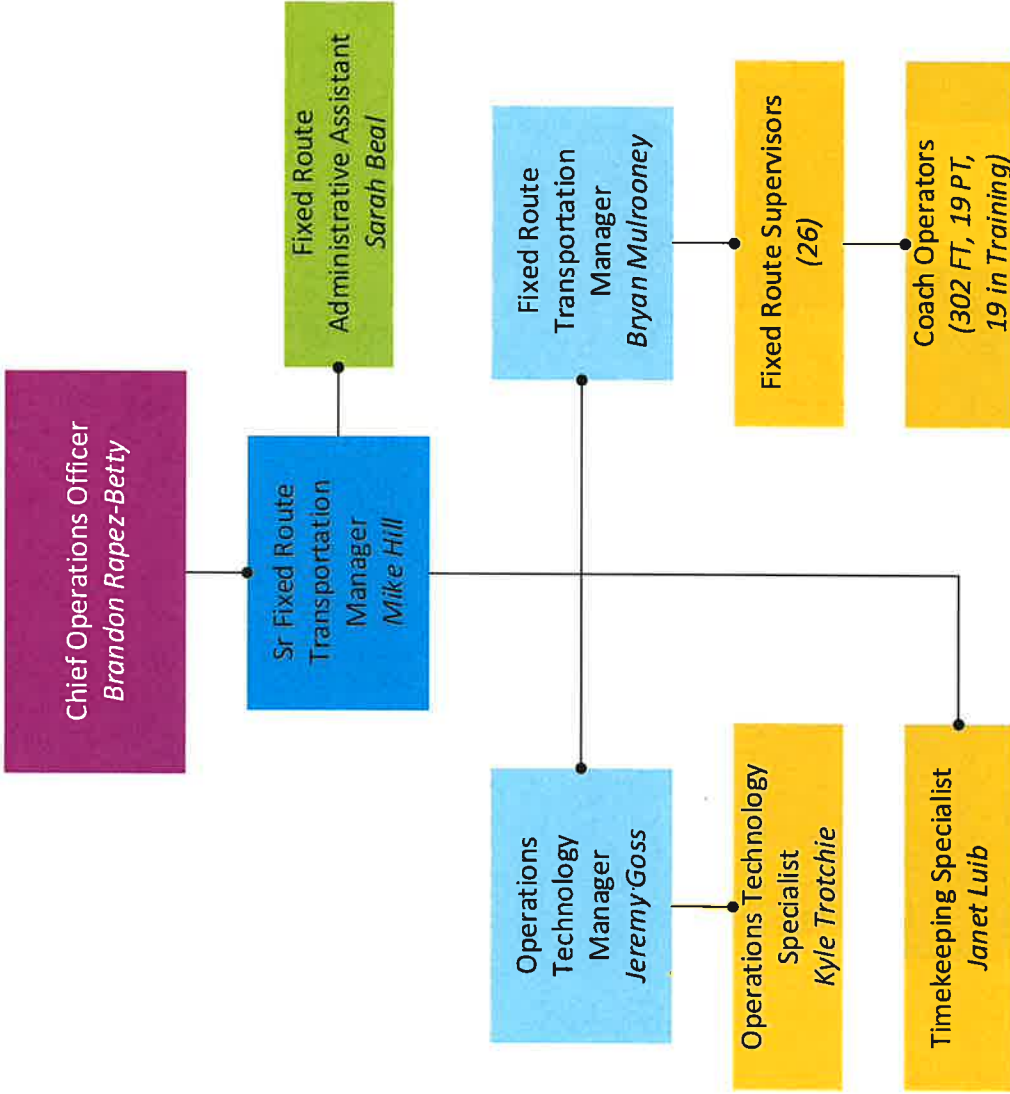 Chief Operations Officer
Brandon Rapez-Betty
Sr Fixed Route
Transportation
Manager
Mike Hill
Fixed Route
Administrative Assistant
Sarah Beal
Operations
Technology
Manager
Jeremy Goss
Fixed Route
Transportation
Manager
Bryan Mulrooney
Operations Technology
Specialist
Kyle Trotchie
Fixed Route Supervisors
(26)
Timekeeping Specialist
Janet Luib
Coach Operators
(302 FT, 19 PT,
19 in Training)